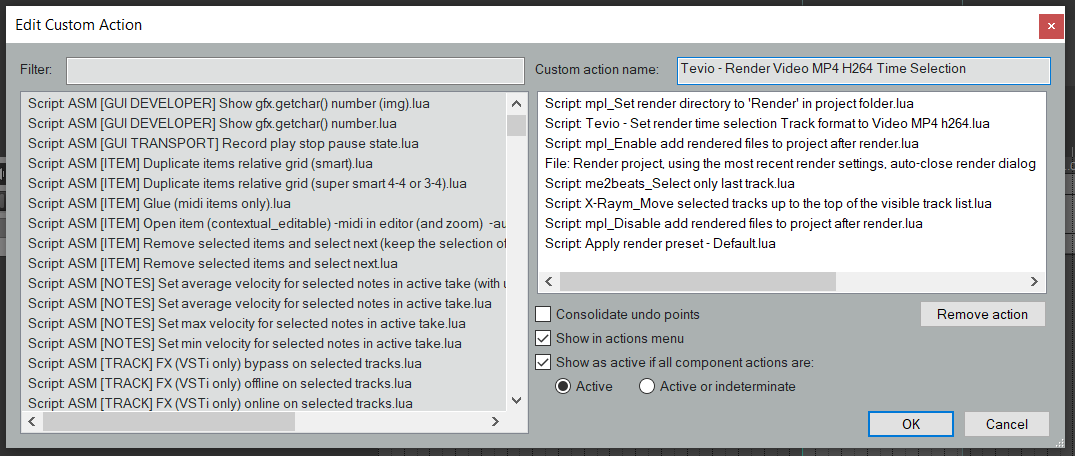 Edit Custom Action
Filter:
Custom action name: Tevio - Render Video MP4 H264 Time Selection
Script: ASM [GUI DEVELOPER] Show gfx.getchar() number (img).lua
Script: ASM [GUI DEVELOPER] Show gfx.getchar() number.lua
Script: ASM [GUI TRANSPORT] Record play stop pause state.lua
Script: ASM [ITEM] Duplicate items relative grid (smart).lua
Script: ASM [ITEM] Duplicate items relative grid (super smart 4-4 or 3-4).lua
Script: ASM [ITEM] Glue (midi items only).lua
Script: ASM [ITEM] Open item (contextual_editable) -midi in editor (and zoom) -au
Script: ASM [ITEM] Remove selected items and select next (keep the selection of
Script: ASM [ITEM] Remove selected items and select next.lua
Script: ASM [NOTES] Set average velocity for selected notes in active take (with u
Script: ASM [NOTES] Set average velocity for selected notes in active take.lua
Script: ASM [NOTES] Set max velocity for selected notes in active take.lua
Script: ASM [NOTES] Set min velocity for selected notes in active take.lua
Script: ASM [TRACK] FX (VSTi only) bypass on selected tracks.lua
Script: ASM [TRACK] FX (VSTi only) offline on selected tracks.lua
Script: ASM [TRACK] FX (VSTi only) online on selected tracks.lua
Script: mpl_Set render directory to 'Render' in project folder.lua
Script: Tevio - Set render time selection Track format to Video MP4 h264.lua
Script: mpl_Enable add rendered files to project after render.lua
File: Render project, using the most recent render settings, auto-close render dialog
Script: me2beats_Select only last track.lua
Script: X-Raym_Move selected tracks up to the top of the visible track list.lua
Script: mpl_Disable add rendered files to project after render.lua
Script: Apply render preset - Default.lua
Consolidate undo points
Remove action
Show in actions menu
Show as active if all component actions are:
Active
Active or indeterminate
OK
Cancel